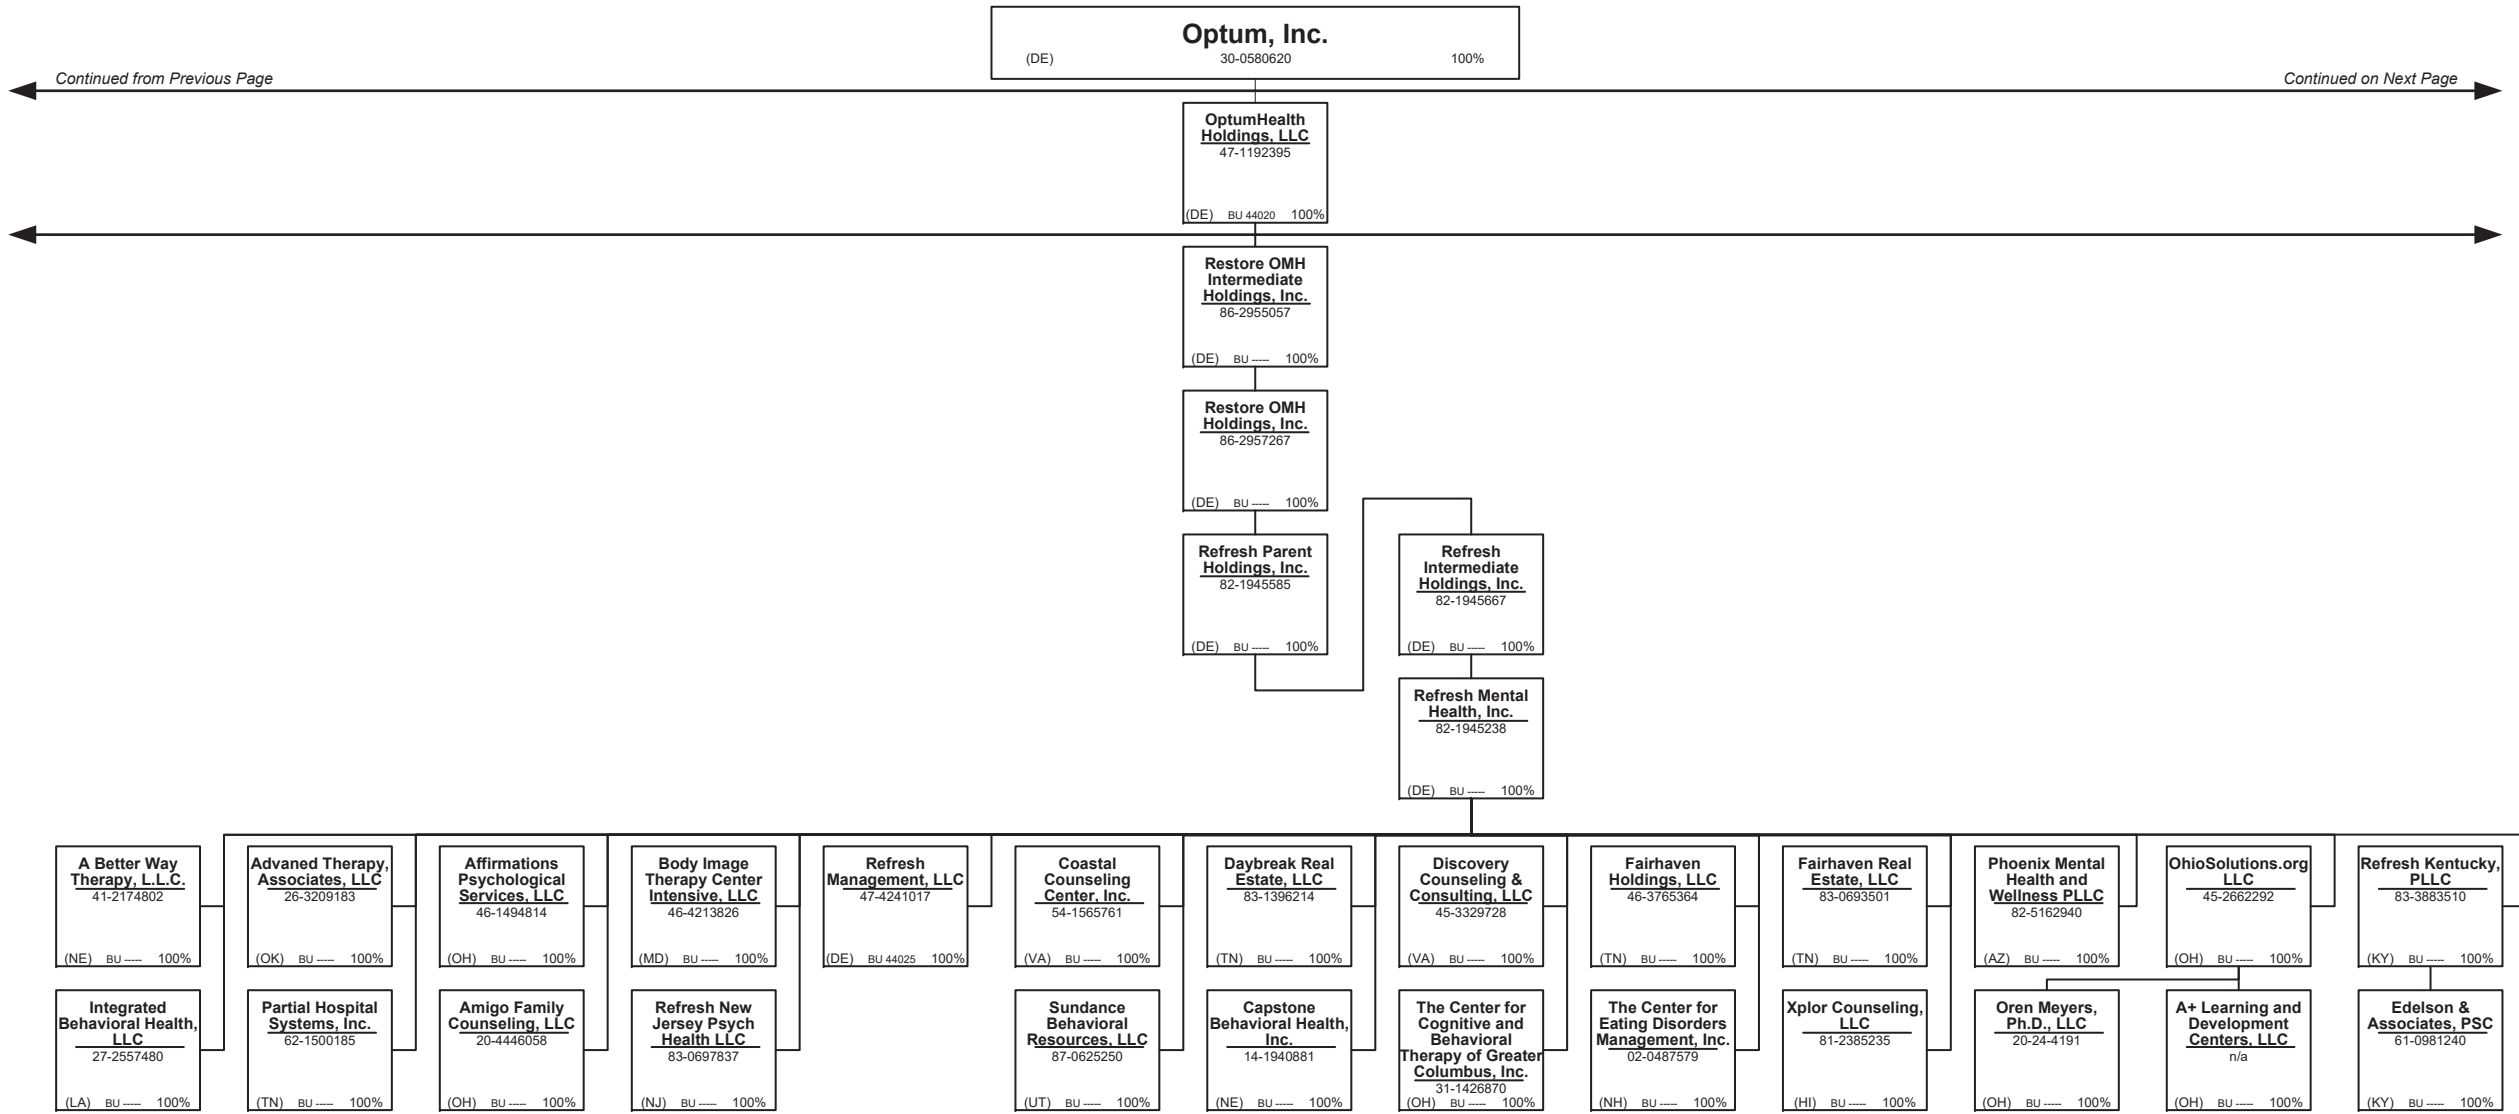 Optum, Inc.
(DE) 30-0580620 100%
Continued from Previous Page
Continued on Next Page
OptumHealth
Holdings, LLC
47-1192395
(DE) BU 44020 100%
Restore OMH
Intermediate
Holdings, Inc.
86-2955057
(DE) BU ----- 100%
Restore OMH
Holdings, Inc.
86-2957267
(DE) BU ----- 100%
Refresh Parent
Holdings, Inc.
82-1945585
(DE) BU ----- 100%
Refresh
Intermediate
Holdings, Inc.
82-1945667
(DE) BU ----- 100%
Refresh Mental
Health, Inc.
82-1945238
(DE) BU ----- 100%
A Better Way
Therapy, L.L.C.
41-2174802
(NE) BU ----- 100%
Advaned Therapy,
Associates, LLC
26-3209183
(OK) BU ----- 100%
Affirmations
Psychological
Services, LLC
46-1494814
(OH) BU ----- 100%
Body Image
Therapy Center
Intensive, LLC
46-4213826
(MD) BU ----- 100%
Refresh
Management, LLC
47-4241017
(DE) BU 44025 100%
Coastal
Counseling
Center, Inc.
54-1565761
(VA) BU ----- 100%
Daybreak Real
Estate, LLC
83-1396214
(TN) BU ----- 100%
Discovery
Counseling &
Consulting, LLC
45-3329728
(VA) BU ----- 100%
Fairhaven
Holdings, LLC
46-3765364
(TN) BU ----- 100%
Fairhaven Real
Estate, LLC
83-0693501
(TN) BU ----- 100%
Phoenix Mental
Health and
Wellness PLLC
82-5162940
(AZ) BU ----- 100%
OhioSolutions.org
LLC
45-2662292
(OH) BU ----- 100%
Refresh Kentucky,
PLLC
83-3883510
(KY) BU ----- 100%
Integrated
Behavioral Health,
LLC
27-2557480
(LA) BU ----- 100%
Partial Hospital
Systems, Inc.
62-1500185
(TN) BU ----- 100%
Amigo Family
Counseling, LLC
20-4446058
(OH) BU ----- 100%
Refresh New
Jersey Psych
Health LLC
83-0697837
(NJ) BU ----- 100%
Sundance
Behavioral
Resources, LLC
87-0625250
(UT) BU ----- 100%
Capstone
Behavioral Health,
Inc.
14-1940881
(NE) BU ----- 100%
The Center for
Cognitive and
Behavioral
Therapy of Greater
Columbus, Inc.
31-1426870
(OH) BU ----- 100%
The Center for
Eating Disorders
Management, Inc.
02-0487579
(NH) BU ----- 100%
Xplor Counseling,
LLC
81-2385235
(HI) BU ----- 100%
Oren Meyers,
Ph.D., LLC
20-24-4191
(OH) BU ----- 100%
A+ Learning and
Development
Centers, LLC
n/a
(OH) BU ----- 100%
Edelson &
Associates, PSC
61-0981240
(KY) BU ----- 100%